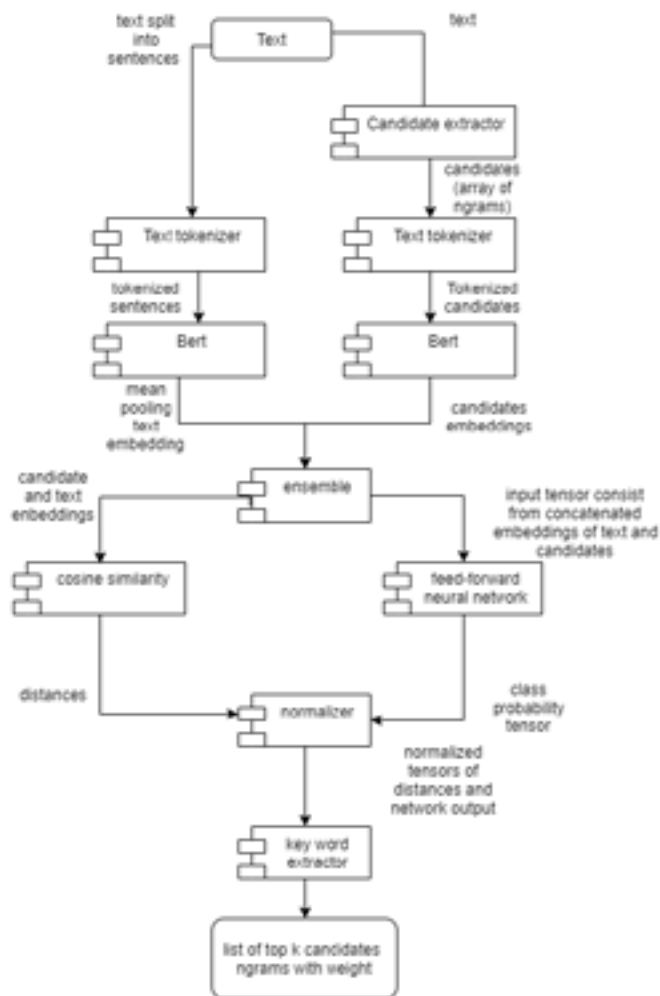 text split
into
sentences
Text
text
Candidate extractor
candidates
(array of
ngrams)
Text tokenizer
Text tokenizer
tokenized
sentences
Tokenized
candidates
Bert
Bert
mean
pooling
text
embedding
candidates
embeddings
candidate
and text
enbeddings
ensemble
input tensor consist
from concatenated
embeddings of text and
candidates
cosine similarity
feed-forward
neural network
distances
normalizer
class
probability
tensor
normalized
tensors of
distances and
network output
key word
extractor
list of top k candidates
ngrams with weight